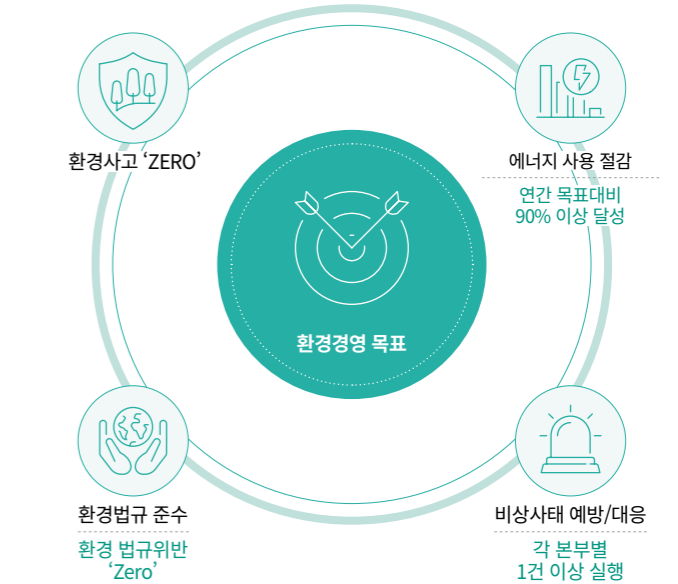 환경사고 ‘ZERO’
에너지 사용 절감
연간 목표대비
90% 이상 달성
환경경영 목표
환경법규 준수
환경 법규위반
‘Zero’
비상사태 예방/대응
각 본부별
1건 이상 실행